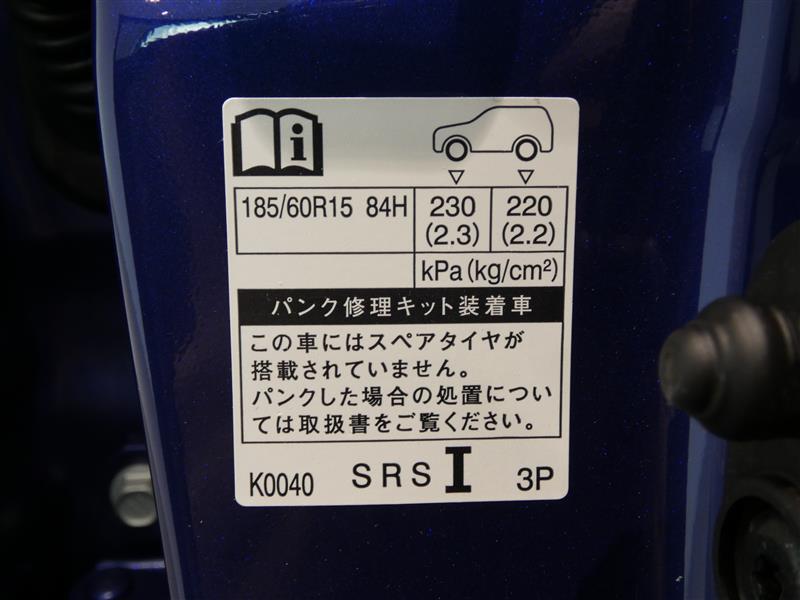 185/60R15 84H 230 220
(2.3) (2.2)
kPa(kg/cm²)
パンク修理キット装着車
この車にはスペアタイヤが
搭載されていません。
パンクした場合の処置につい
ては取扱書をご覧ください。
K0040 SRS I 3P